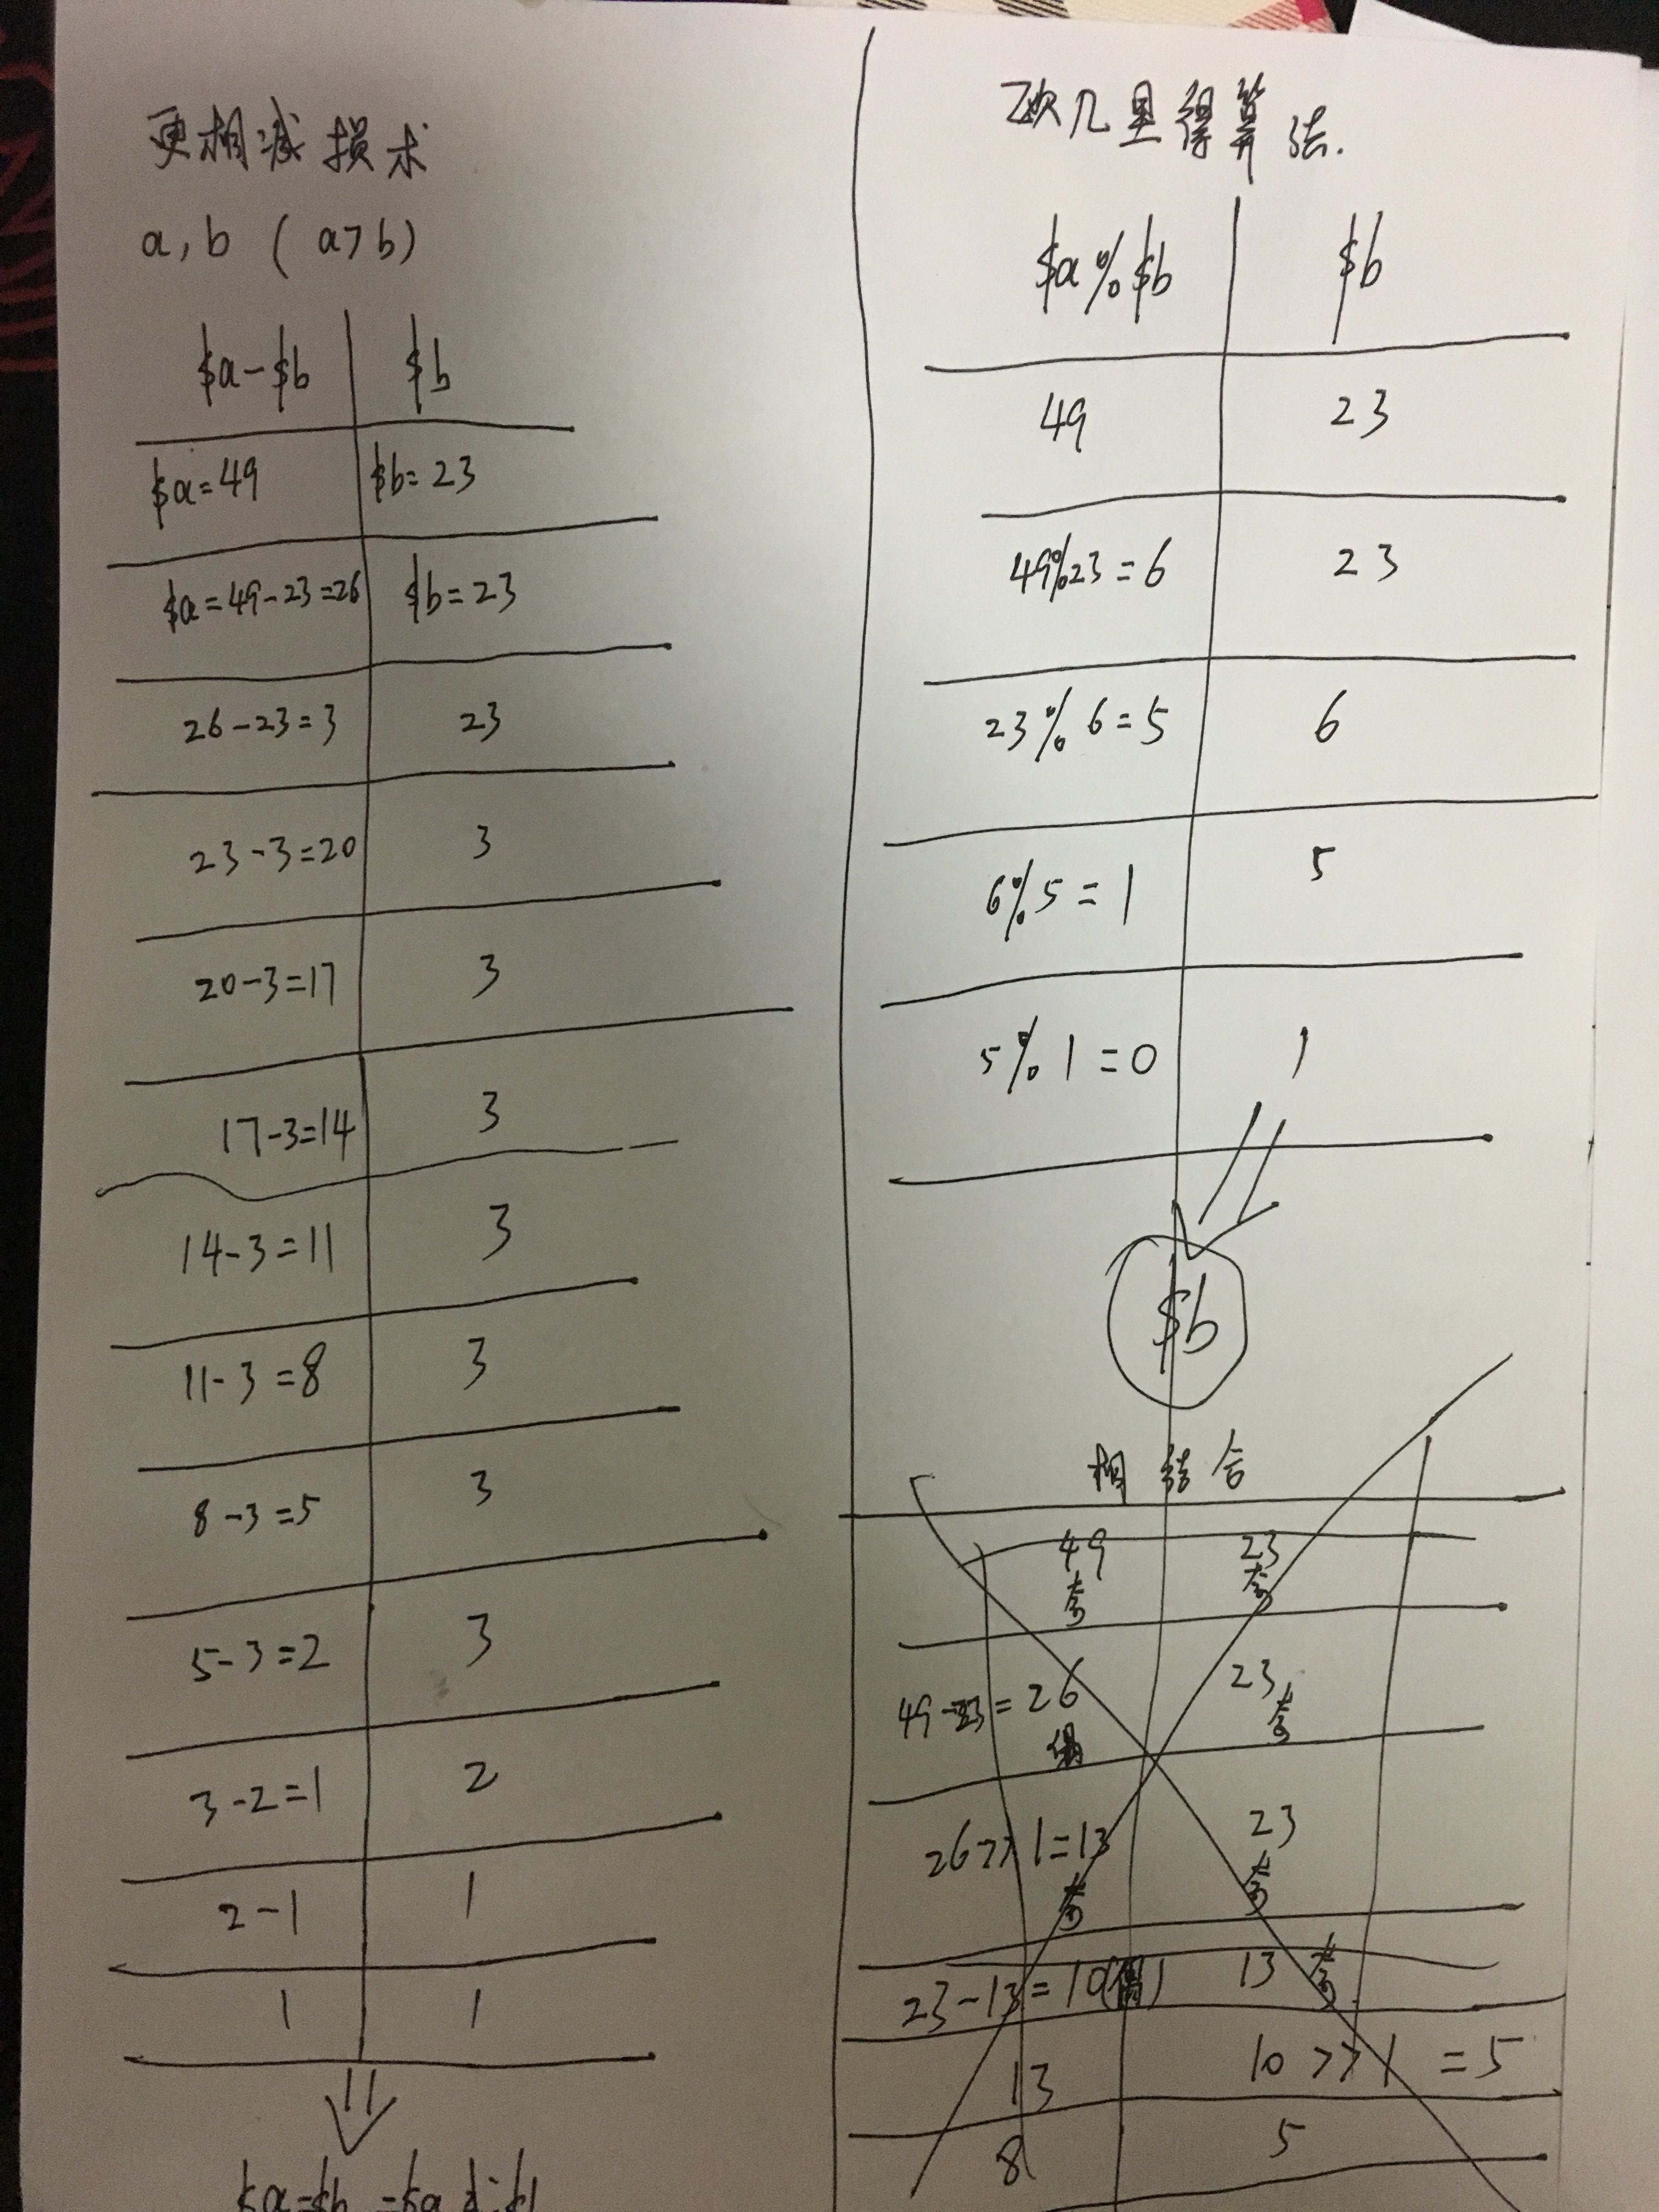 更相减损术
a, b ( a>b)
$a-$b $b
$a=49 $b=23
$a=49-23=26 $b=23
26-23=3 23
23-3=20 3
20-3=17 3
17-3=14 3
14-3=11 3
11-3=8 3
8-3=5 3
5-3=2 3
3-2=1 2
2-1 1
1 1
欧几里得算法.
$a%$b $b
49 23
49%23=6 23
23%6=5 6
6%5=1 5
5%1=0 1
$b
相结合
49 23
奇 奇
49-23=26 23
偶 奇
26>>1=13 23
奇 奇
23-13=10(偶) 13 奇
13 10>>1=5
8 5